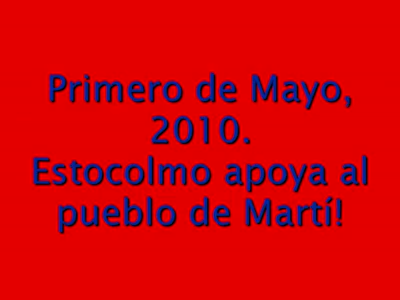 Primero de Mayo,
2010.
Estocolmo apoya al
pueblo de Martí!